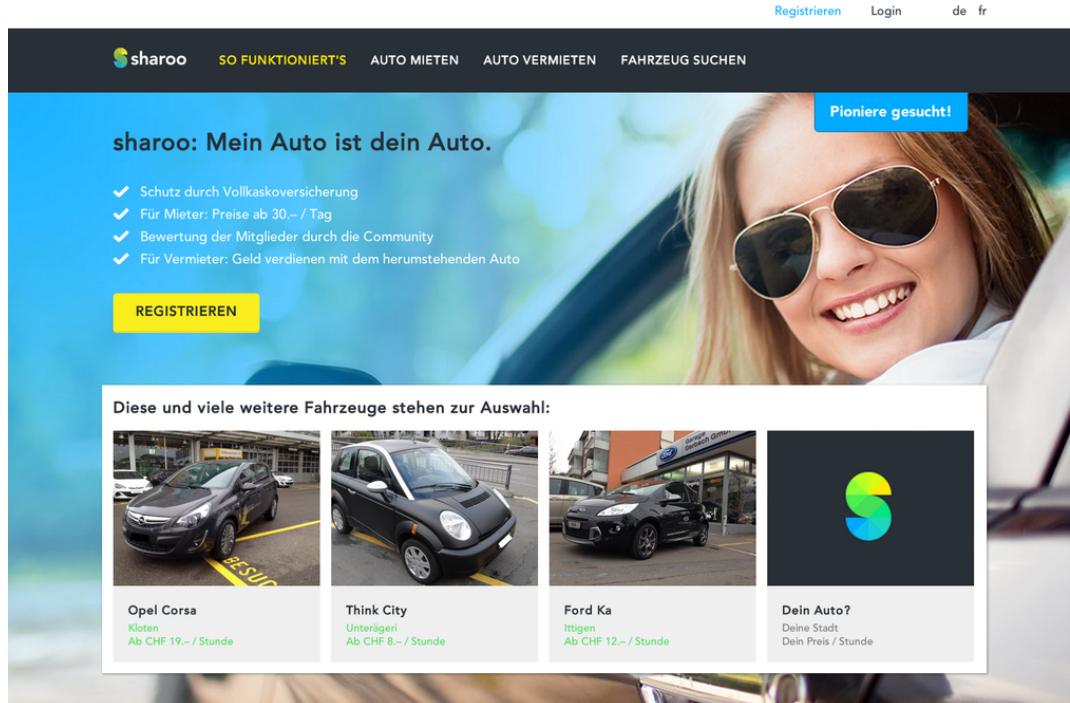 Registrieren Login de fr
sharoo SO FUNKTIONIERT'S AUTO MIETEN AUTO VERMIETEN FAHRZEUG SUCHEN
Pioniere gesucht!
sharoo: Mein Auto ist dein Auto.
Schutz durch Vollkaskoversicherung
Für Mieter: Preise ab 30.– / Tag
Bewertung der Mitglieder durch die Community
Für Vermieter: Geld verdienen mit dem herumstehenden Auto
REGISTRIEREN
Diese und viele weitere Fahrzeuge stehen zur Auswahl:
BESUC
Ford
Garage
GmbH
Opel Corsa
Kloten
Ab CHF 19.– / Stunde
Think City
Unterägeri
Ab CHF 8.– / Stunde
Ford Ka
Ittigen
Ab CHF 12.– / Stunde
Dein Auto?
Deine Stadt
Dein Preis / Stunde